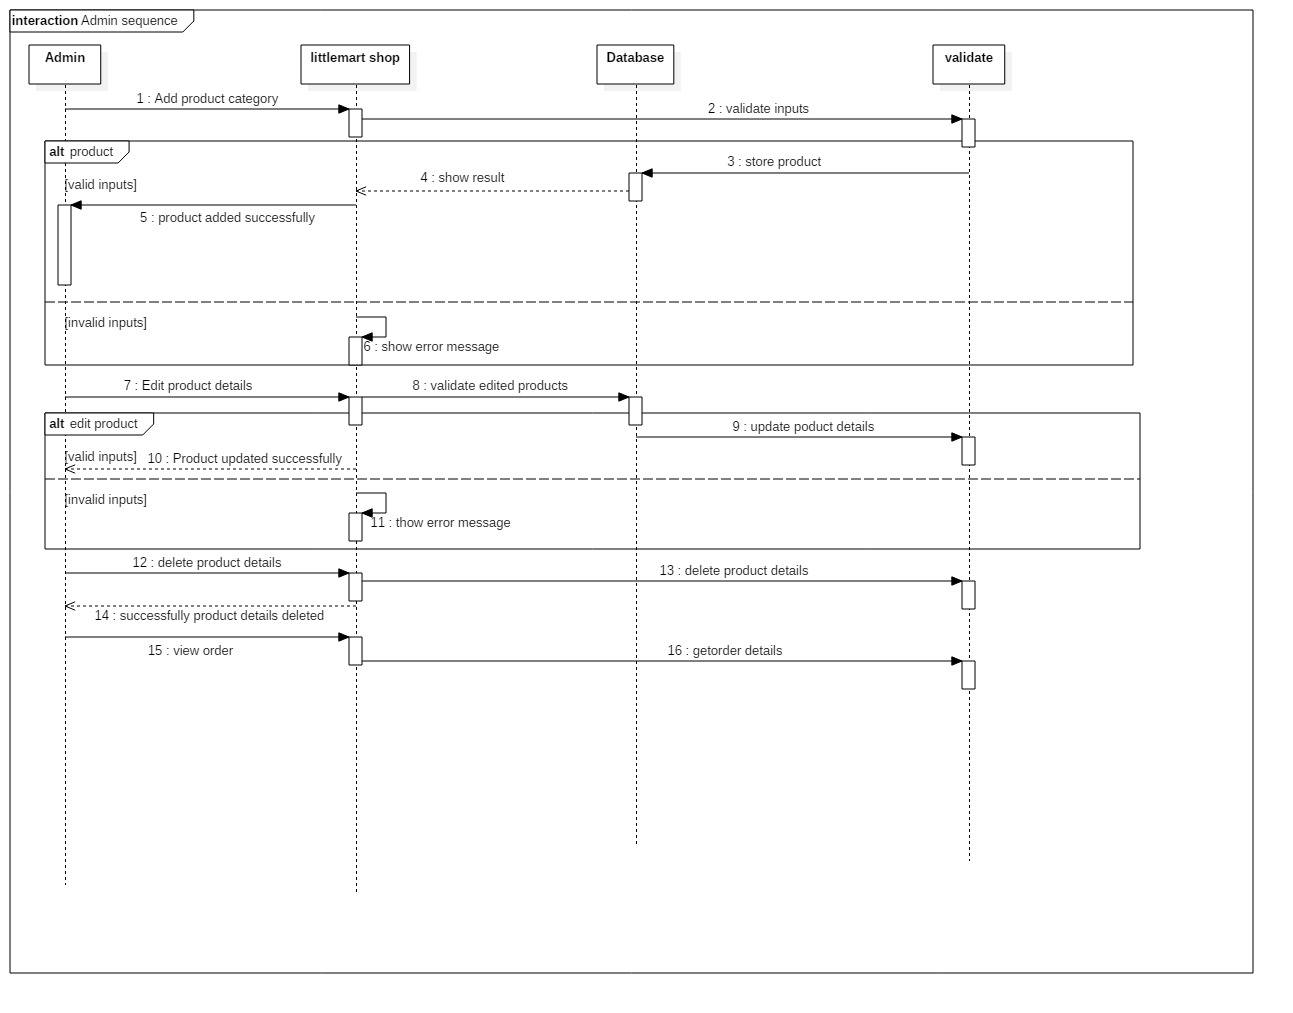 interaction Admin sequence
Admin
littlemart shop
Database
validate
1 : Add product category
2 : validate inputs
alt product
3 : store product
4 : show result
[valid inputs]
5 : product added successfully
[invalid inputs]
6 : show error message
7 : Edit product details
8 : validate edited products
alt edit product
9 : update poduct details
[valid inputs]
10 : Product updated successfully
[invalid inputs]
11 : thow error message
12 : delete product details
13 : delete product details
14 : successfully product details deleted
15 : view order
16 : getorder details